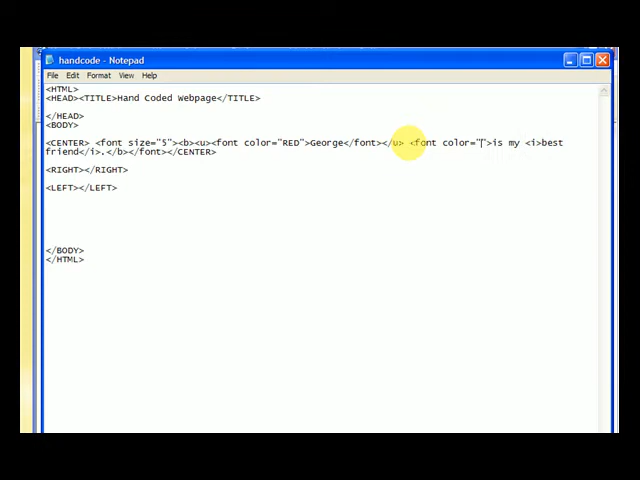 handcode - Notepad
File Edit Format View Help
<HTML>
<HEAD><TITLE>Hand Coded Webpage</TITLE>
</HEAD>
<BODY>
<CENTER> <font size="5"><b><u><font color="RED">George</font></u> <font color="">is my <i>best
friend</i>.</b></font></CENTER>
<RIGHT></RIGHT>
<LEFT></LEFT>
</BODY>
</HTML>